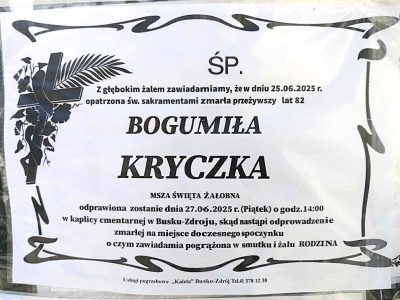 ŚP.
Z głębokim żalem zawiadamiamy, że w dniu 25.06.2025 r.
opatrzona św. sakramentami zmarła przeżywszy lat 82
BOGUMIŁA
KRYCZKA
MSZA ŚWIĘTA ŻAŁOBNA
odprawiona zostanie dnia 27.06.2025 r. (Piątek) o godz.14:00
w kaplicy cmentarnej w Busku-Zdroju, skąd nastąpi odprowadzenie
zmarłej na miejsce doczesnego spoczynku
o czym zawiadamia pogrążona w smutku i żalu RODZINA
Usługi pogrzebowe „Kaleta" Busko-Zdrój Tel.41 378 12 38